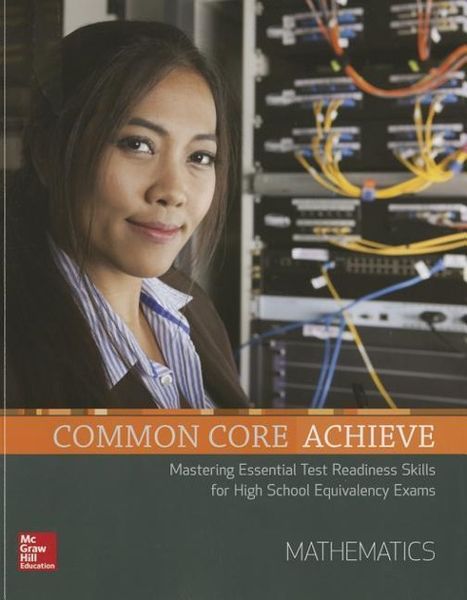 COMMON CORE ACHIEVE
Mastering Essential Test Readiness Skills
for High School Equivalency Exams
Mc
Graw
Hill
Education
MATHEMATICS